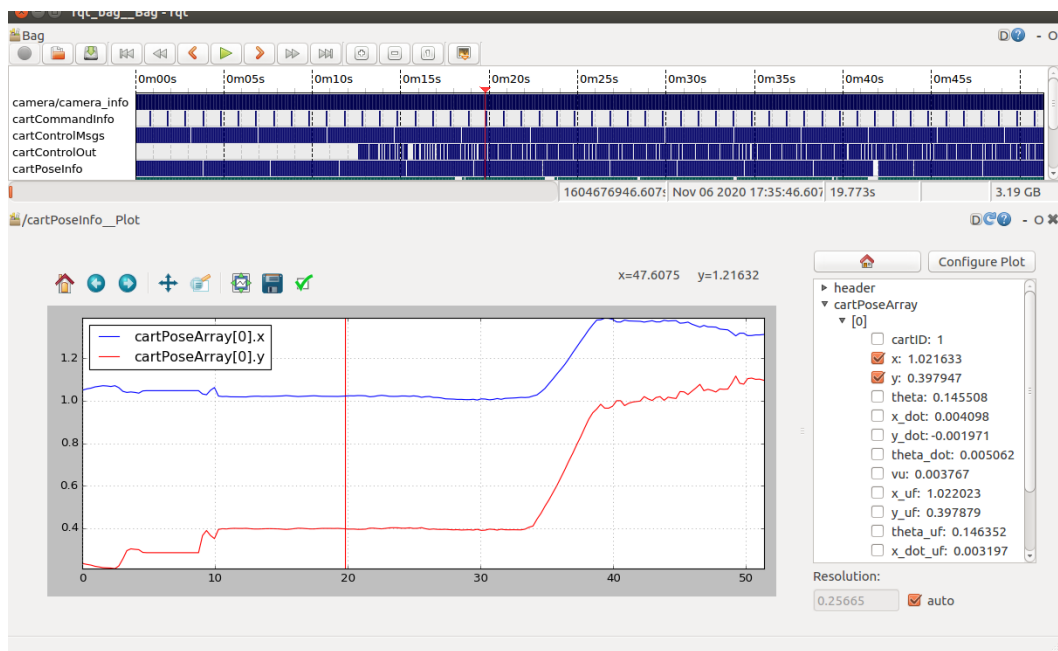 rqt_bag__Bag - rqt
Bag
D
- O
0m00s 0m05s 0m10s 0m15s 0m20s 0m25s 0m30s 0m35s 0m40s 0m45s
camera/camera_info
cartCommandInfo
cartControlMsgs
cartControlOut
cartPoseInfo
1604676946.607s Nov 06 2020 17:35:46.607 19.773s 3.19 GB
/cartPoseInfo__Plot
D
- O
x=47.6075 y=1.21632
Configure Plot
header
cartPoseArray
[0]
cartID: 1
x: 1.021633
y: 0.397947
theta: 0.145508
x_dot: 0.004098
y_dot: -0.001971
theta_dot: 0.005062
vu: 0.003767
x_uf: 1.022023
y_uf: 0.397879
theta_uf: 0.146352
x_dot_uf: 0.003197
Resolution:
0.25665 auto
cartPoseArray[0].x
cartPoseArray[0].y
1.2
1.0
0.8
0.6
0.4
0 10 20 30 40 50